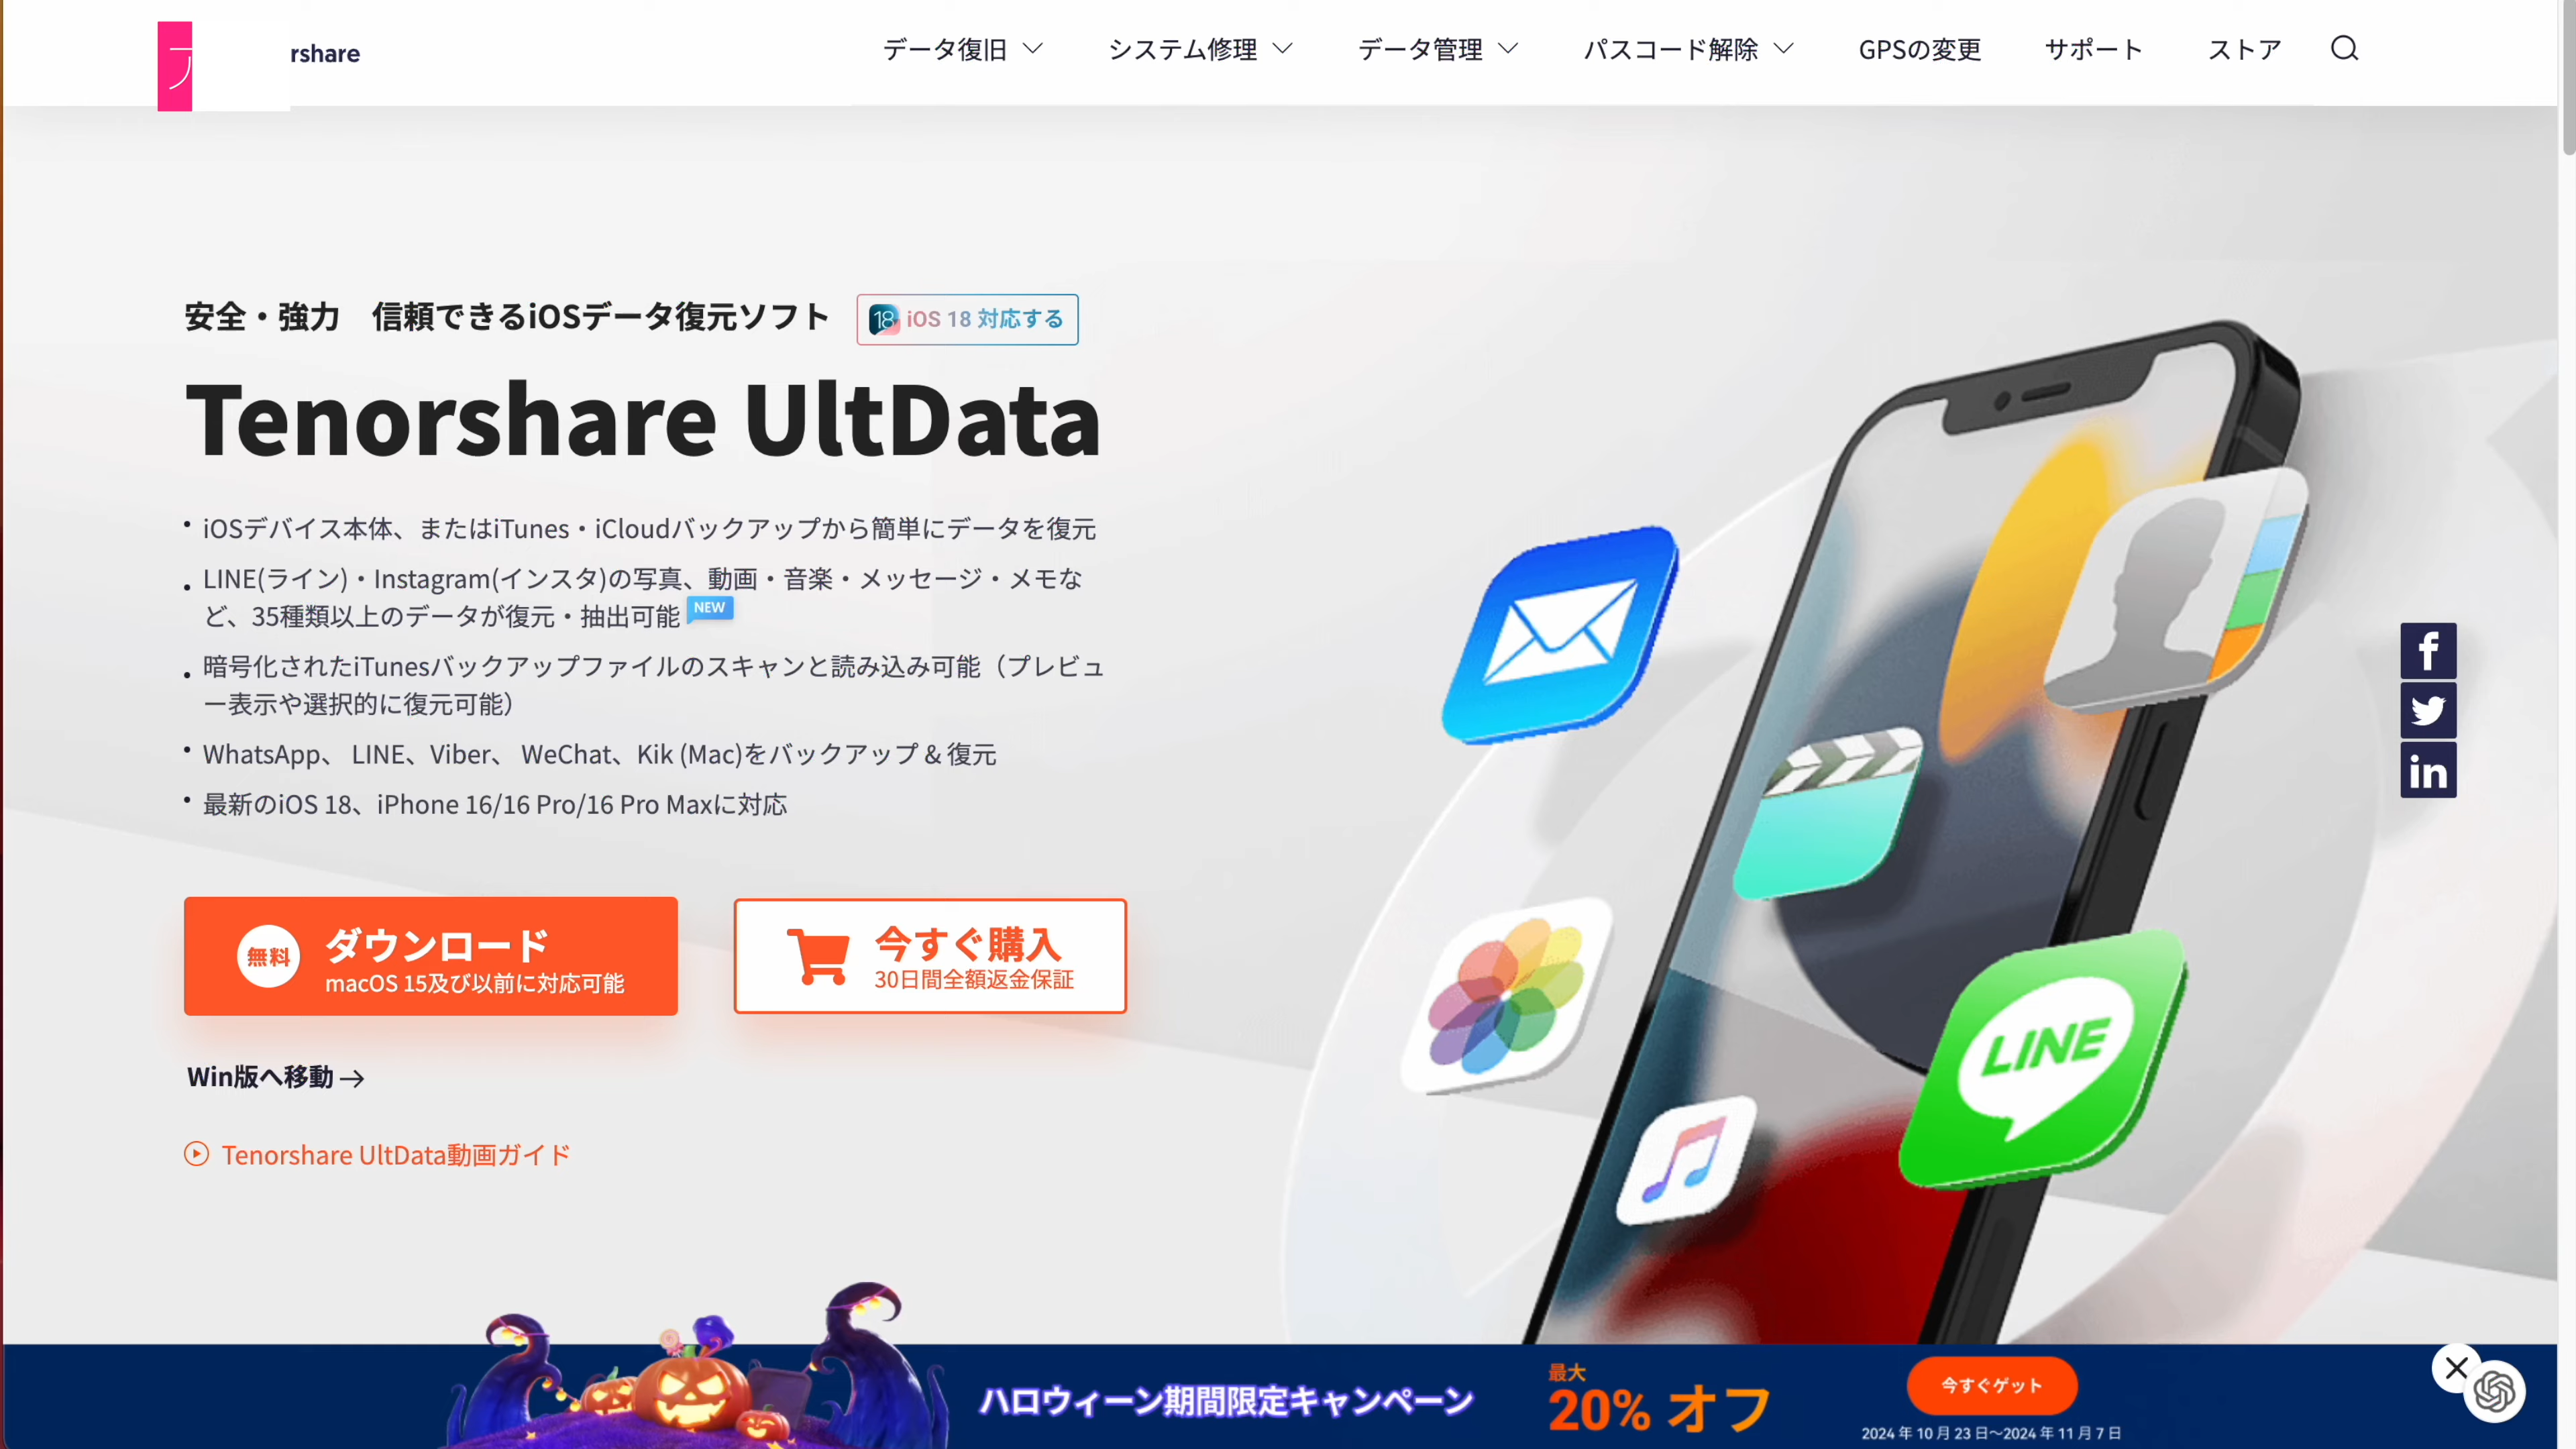 rshare
データ復旧 システム修理 データ管理 パスコード解除 GPSの変更 サポート ストア
安全・強力　信頼できるiOSデータ復元ソフト
18 iOS 18 対応する
Tenorshare UltData
・iOSデバイス本体、またはiTunes・iCloudバックアップから簡単にデータを復元
・LINE(ライン)・Instagram(インスタ)の写真、動画・音楽・メッセージ・メモな
ど、35種類以上のデータが復元・抽出可能 NEW
・暗号化されたiTunesバックアップファイルのスキャンと読み込み可能（プレビュ
ー表示や選択的に復元可能）
・WhatsApp、 LINE、Viber、 WeChat、Kik (Mac)をバックアップ & 復元
・最新のiOS 18、iPhone 16/16 Pro/16 Pro Maxに対応
無料 ダウンロード
macOS 15及び以前に対応可能
今すぐ購入
30日間全額返金保証
Win版へ移動→
Tenorshare UltData動画ガイド
LINE
f
in
ハロウィーン期間限定キャンペーン
最大
20% オフ
今すぐゲット
2024 年 10 月 23 日～2024 年 11 月 7 日